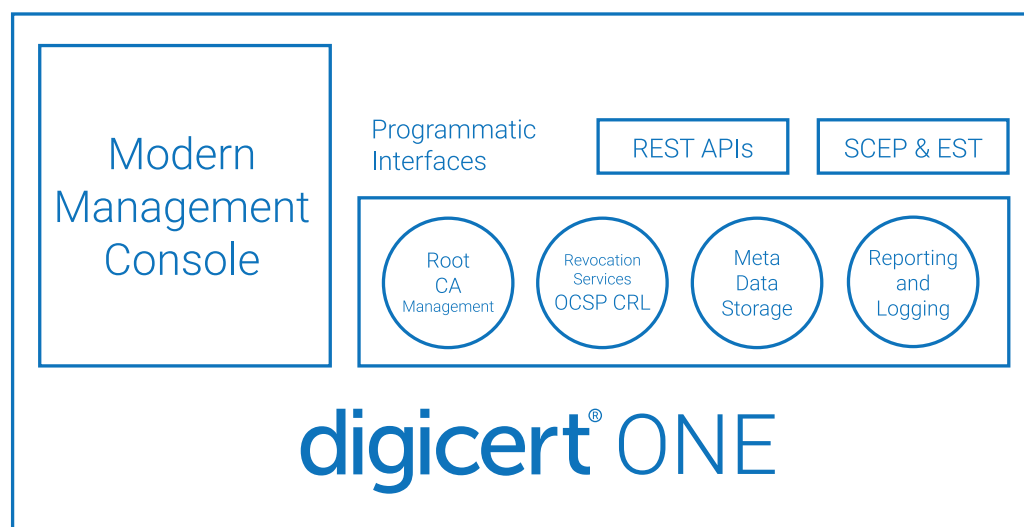 Modern
Management
Console
Programmatic
Interfaces
REST APIs
SCEP & EST
Root
CA
Management
Revocation
Services
OCSP CRL
Meta
Data
Storage
Reporting
and
Logging
digicert® ONE